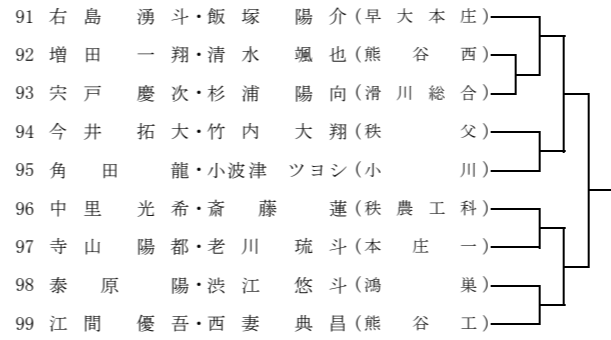 91 右島 湧斗・飯塚 陽介(早大本庄)
92 増田 一翔・清水 颯也(熊谷西)
93 宍戸 慶次・杉浦 陽向(滑川総合)
94 今井 拓大・竹内 大翔(秩父)
95 角田 龍・小波津 ツヨシ(小川)
96 中里 光希・斎藤 蓮(秩農工科)
97 寺山 陽都・老川 琉斗(本庄一)
98 泰原 陽・渋江 悠斗(鴻巣)
99 江間 優吾・西妻 典昌(熊谷工)